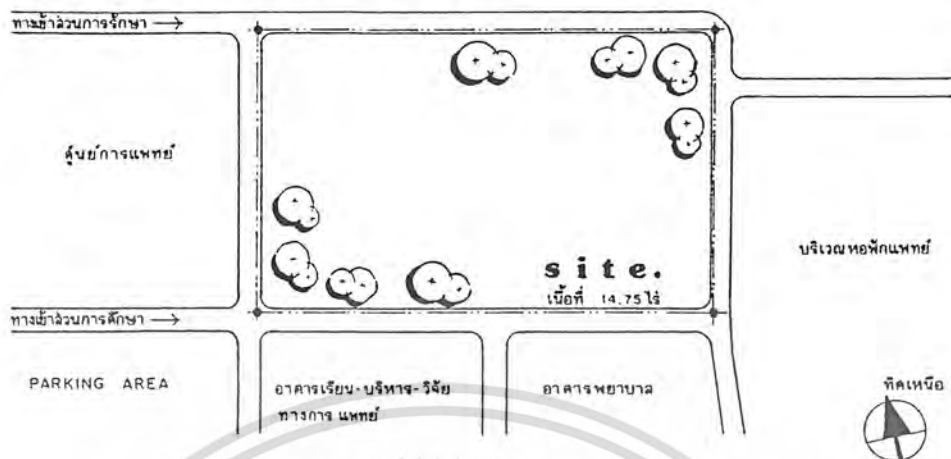 ทางเข้าส่วนการรักษา →
ศูนย์การแพทย์
บริเวณหอพักแพทย์
site.
เนื้อที่ 14.75 ไร่
ทางเข้าส่วนการศึกษา →
PARKING AREA
อาคารเรียน-บริหาร-วิจัย
ทางการ แพทย์
อาคารพยาบาล
ทิศเหนือ